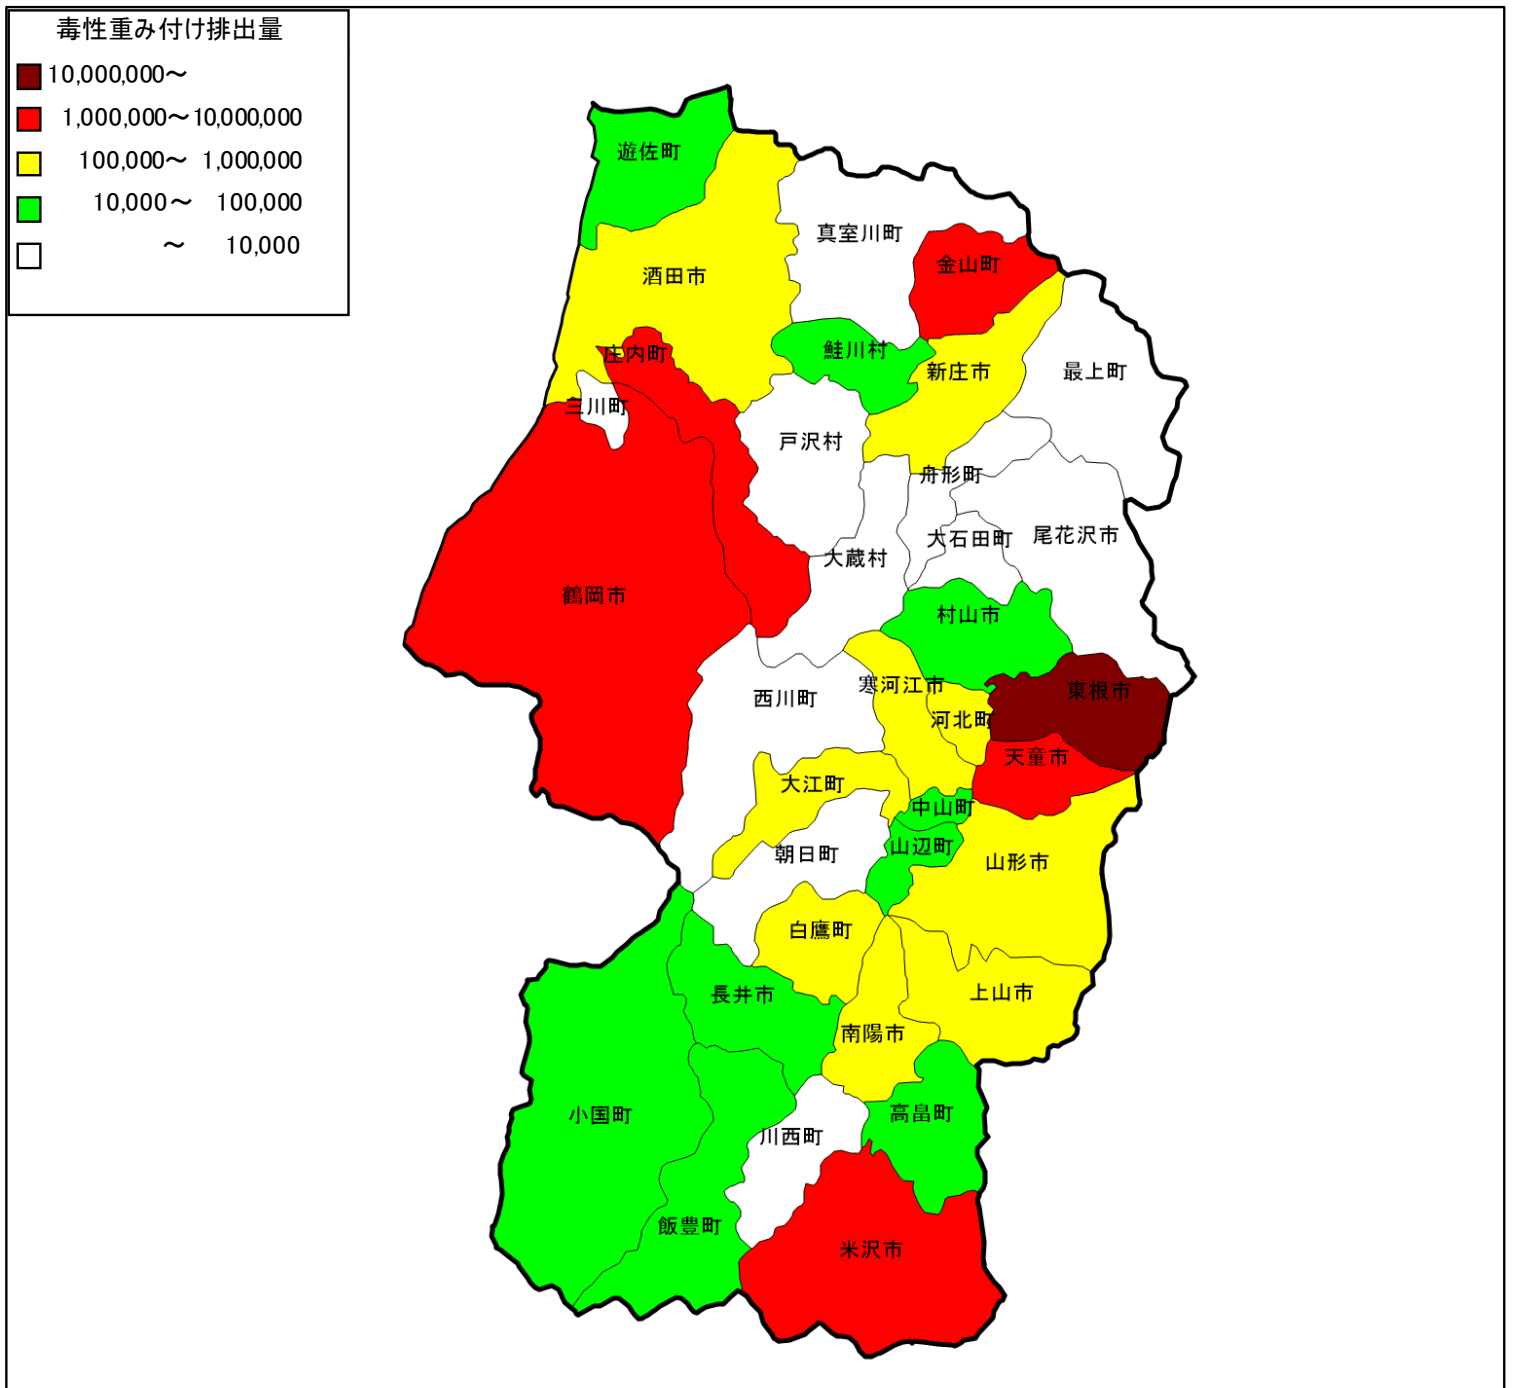 毒性重み付け排出量
10,000,000～
1,000,000～10,000,000
100,000～ 1,000,000
10,000～ 100,000
～ 10,000
遊佐町
真室川町
金山町
酒田市
鮭川村
庄内町
新庄市
最上町
三川町
戸沢村
舟形町
大石田町
尾花沢市
大蔵村
鶴岡市
村山市
寒河江市
東根市
西川町
河北町
天童市
大江町
中山町
山辺町
朝日町
山形市
白鷹町
長井市
上山市
南陽市
小国町
高畠町
川西町
飯豊町
米沢市